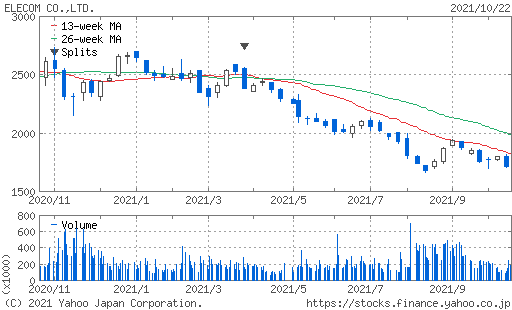 ELECOM CO.,LTD. 2021/10/22
3000
13-week MA
26-week MA
Splits
2500
2000
1500
2020/11 2021/1 2021/3 2021/5 2021/7 2021/9
800
Volume
600
400
200
0
(x1000)
2020/11 2021/1 2021/3 2021/5 2021/7 2021/9
(C) 2021 Yahoo Japan Corporation. https://stocks.finance.yahoo.co.jp/